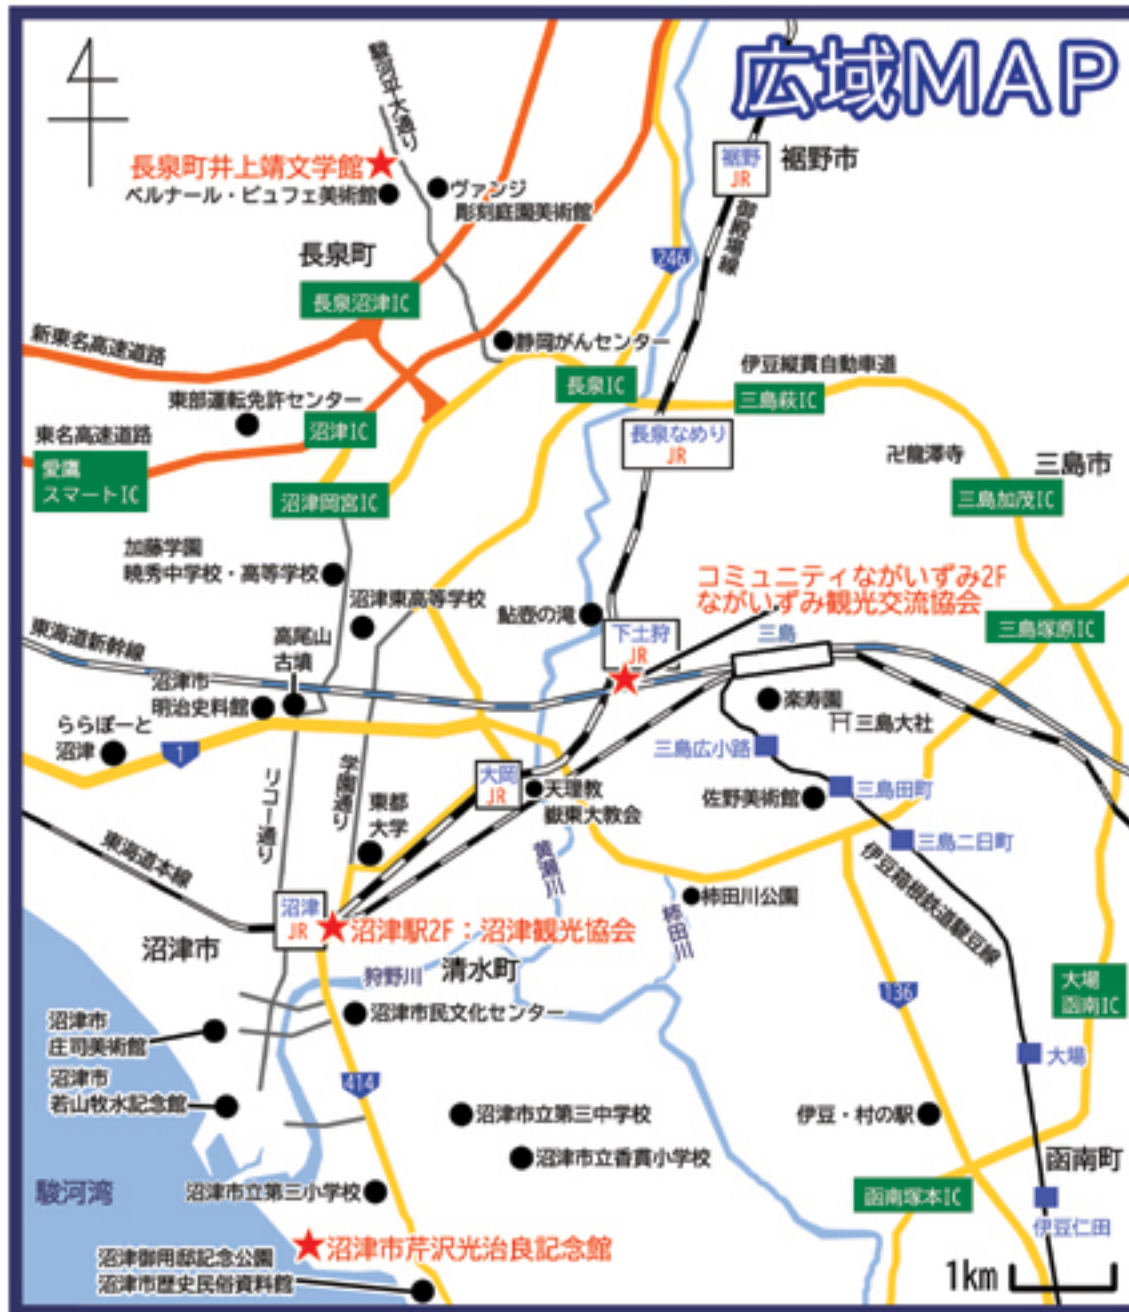 広域MAP
駿河平大通り
裾野
JR
裾野市
長泉町井上靖文学館
ベルナール・ビュフェ美術館
ヴァンジ
彫刻庭園美術館
御殿場線
長泉町
246
長泉沼津IC
新東名高速道路
静岡がんセンター
長泉IC
伊豆縦貫自動車道
三島萩IC
東部運転免許センター
沼津IC
長泉なめり
JR
東名高速道路
愛鷹
スマートIC
卍龍澤寺
三島市
沼津岡宮IC
三島加茂IC
加藤学園
暁秀中学校・高等学校
コミュニティながいずみ2F
ながいずみ観光交流協会
沼津東高等学校
鮎壺の滝
下土狩
JR
三島
三島塚原IC
東海道新幹線
高尾山
古墳
沼津市
明治史料館
楽寿園
三島大社
ららぽーと
沼津
1
三島広小路
リコー通り
学園通り
大岡
JR
天理教
嶽東大教会
佐野美術館
三島田町
東都
大学
三島二日町
東海道本線
黄瀬川
伊豆箱根鉄道駿豆線
柿田川公園
柿田川
沼津
JR
沼津駅2F：沼津観光協会
沼津市
狩野川
清水町
大場
函南IC
136
沼津市民文化センター
沼津市
庄司美術館
大場
414
沼津市
若山牧水記念館
沼津市立第三中学校
伊豆・村の駅
沼津市立香貫小学校
函南町
駿河湾
沼津市立第三小学校
函南塚本IC
伊豆仁田
沼津市芹沢光治良記念館
沼津御用邸記念公園
沼津市歴史民俗資料館
1km